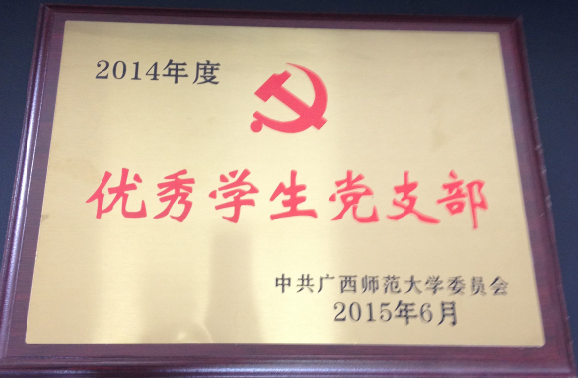 2014年度
优秀学生党支部
中共广西师范大学委员会
2015年6月